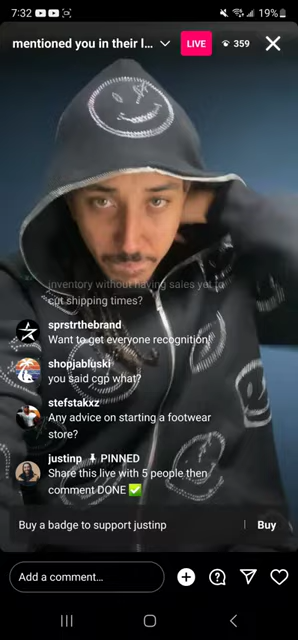 7:32
19%
mentioned you in their l...
LIVE
359
inventory without having sales yet to
cut shipping times?
sprstrthebrand
Want to get everyone recognition!
shopjabluski
you said cgp what?
stefstakxz
Any advice on starting a footwear
store?
justinp PINNED
Share this live with 5 people then
comment DONE ✅
Buy a badge to support justinp
Buy
Add a comment...